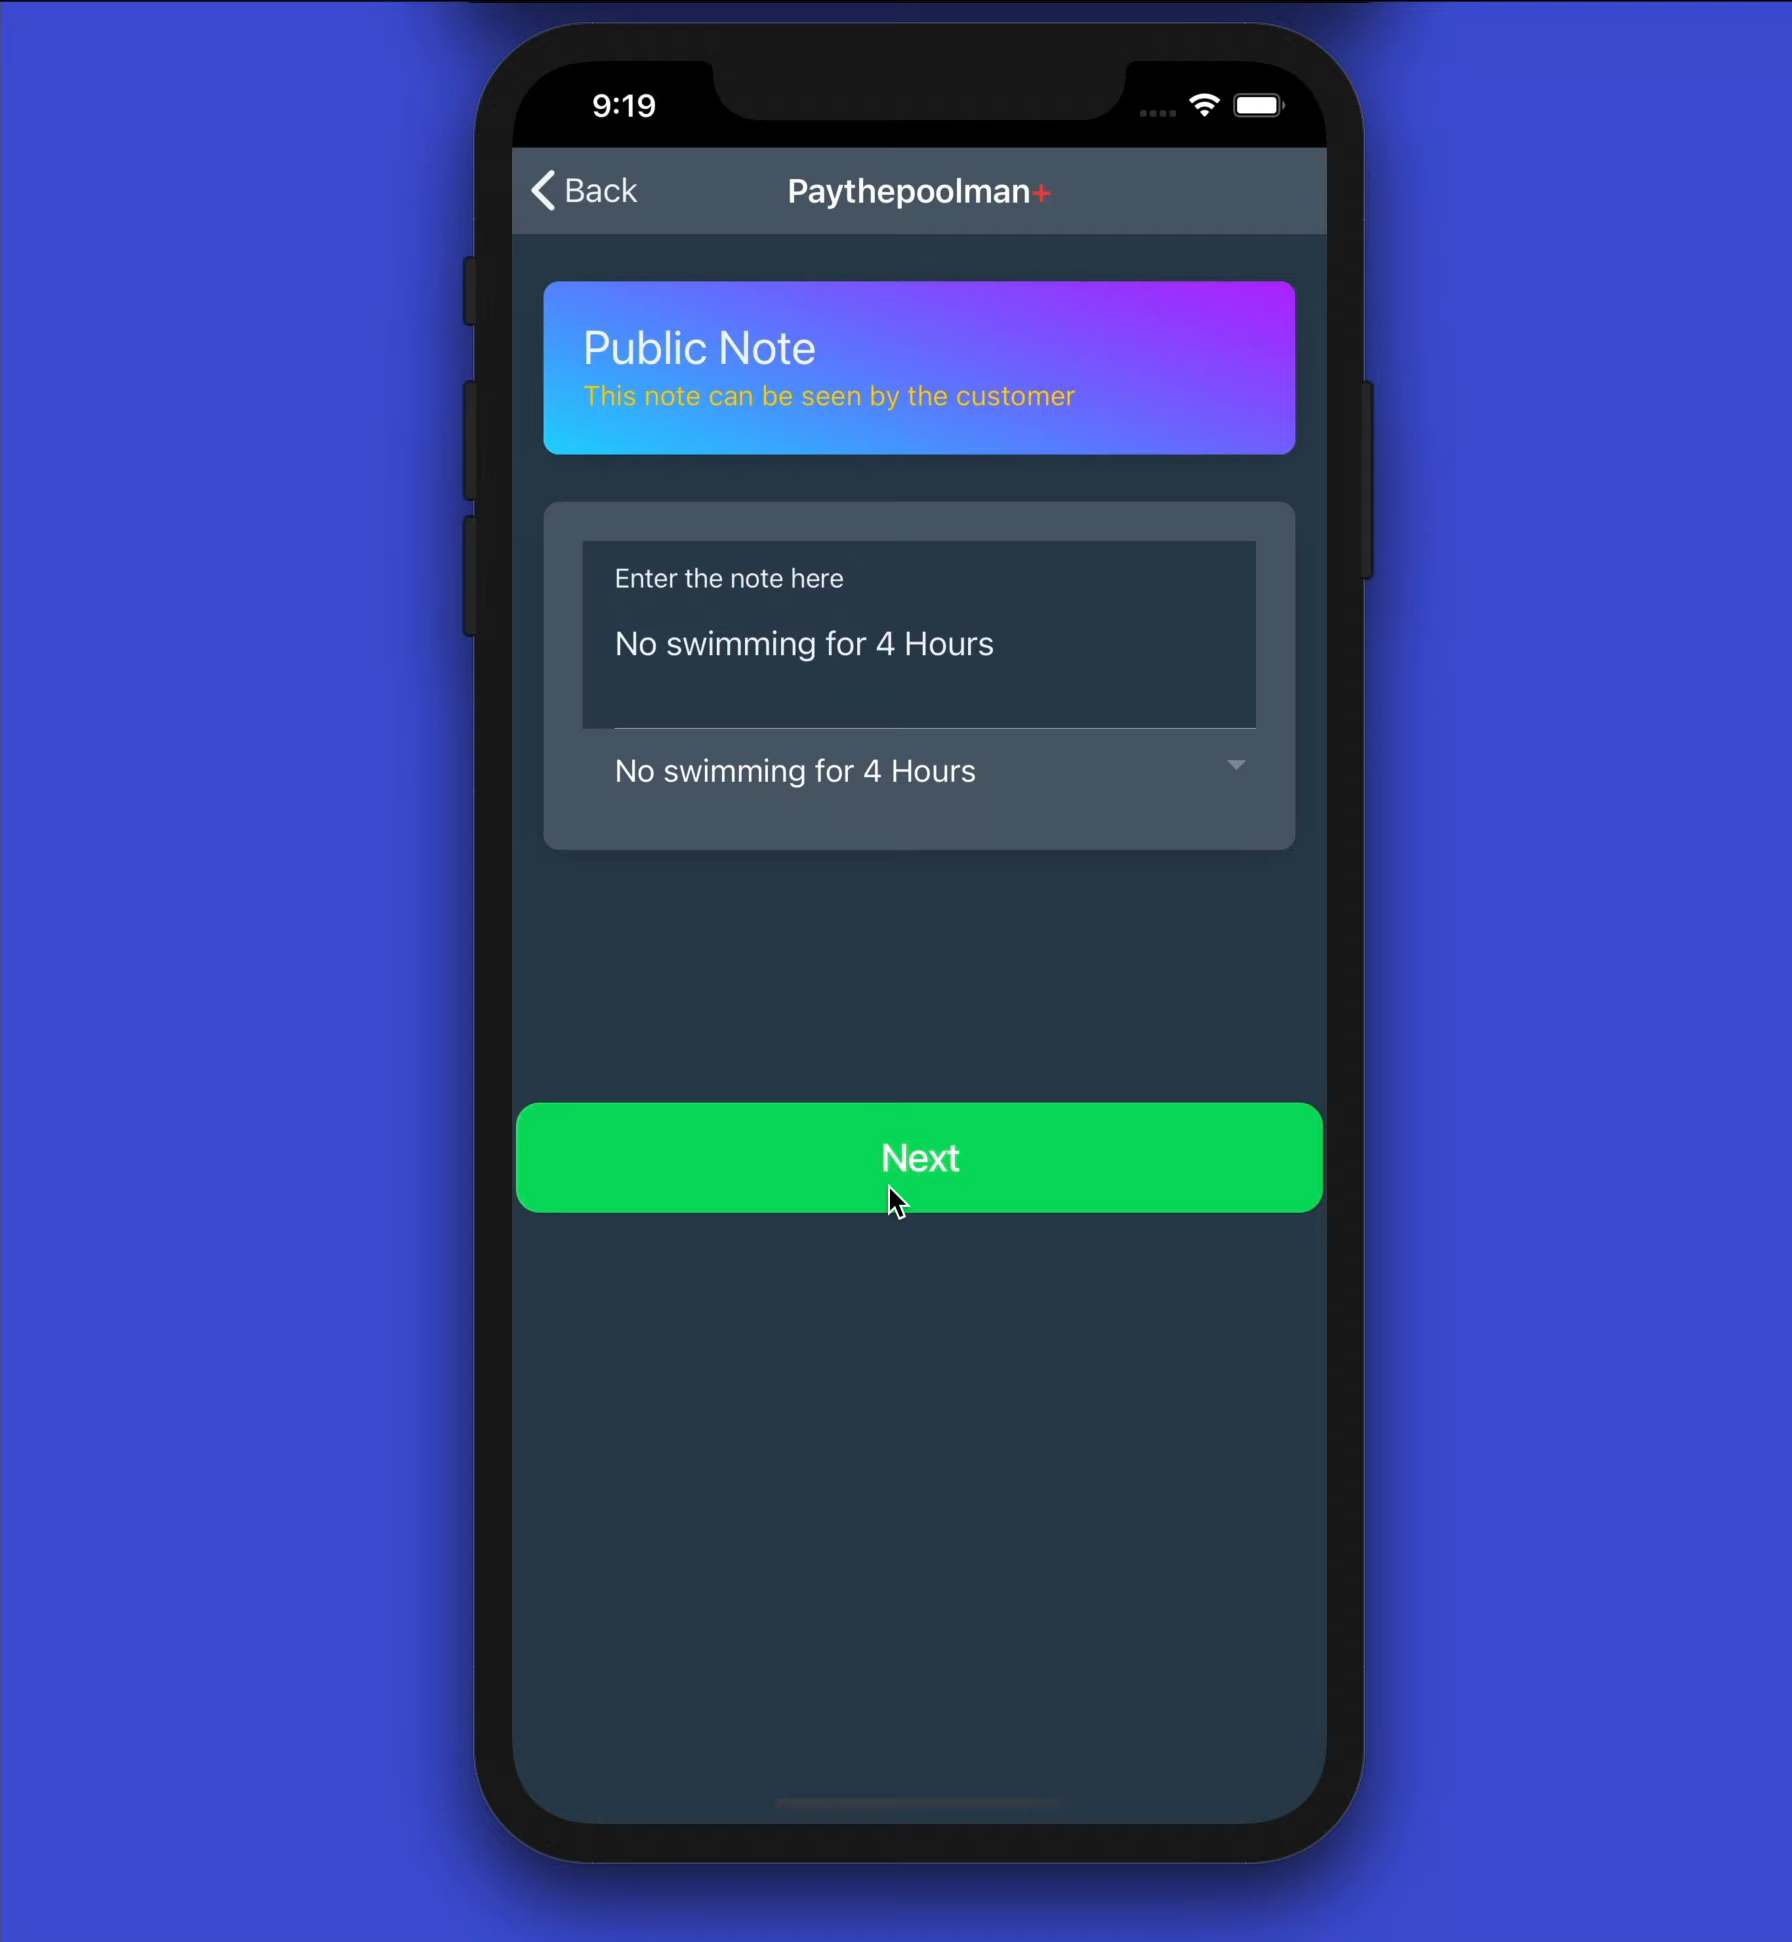 9:19
Back
Paythepoolman+
Public Note
This note can be seen by the customer
Enter the note here
No swimming for 4 Hours
No swimming for 4 Hours
Next